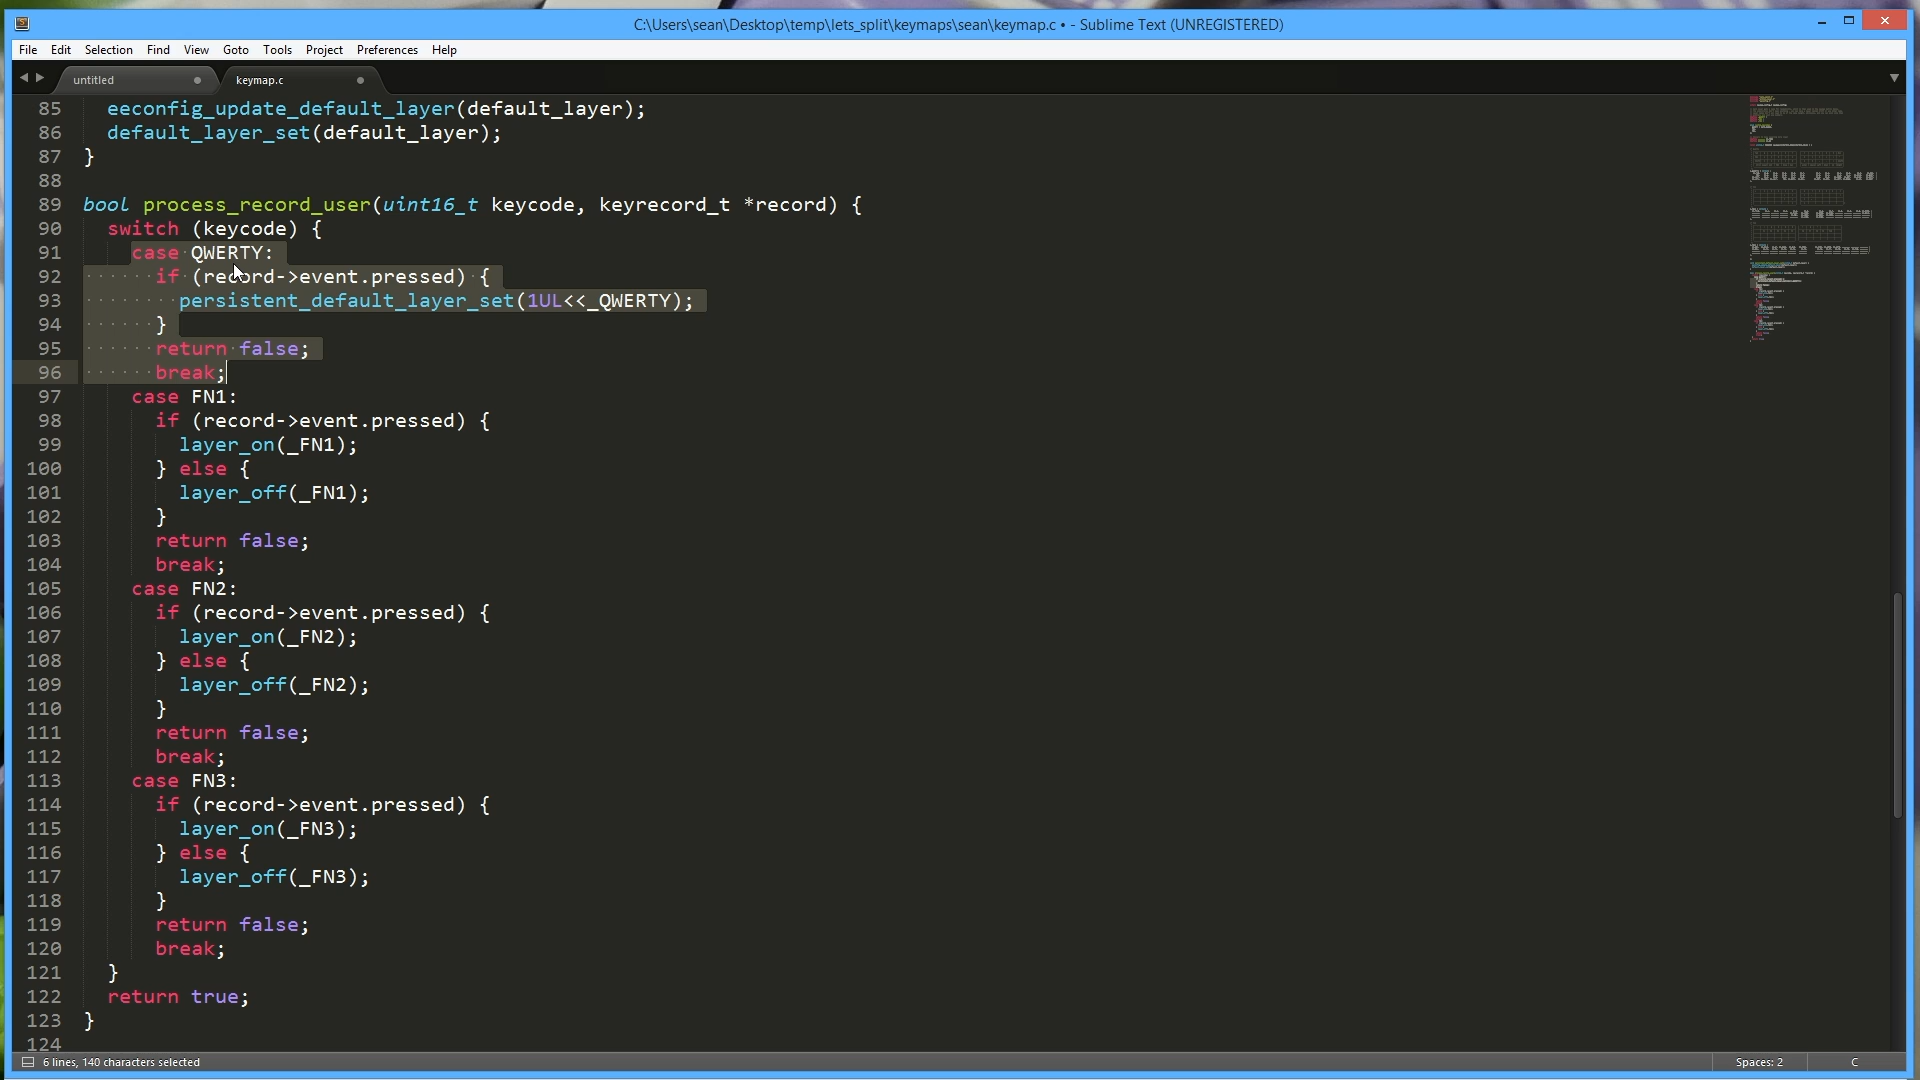 C:\Users\sean\Desktop\temp\lets_split\keymaps\sean\keymap.c • - Sublime Text (UNREGISTERED)
File Edit Selection Find View Goto Tools Project Preferences Help
untitled keymap.c
85 eeconfig_update_default_layer(default_layer);
86 default_layer_set(default_layer);
87 }
88
89 bool process_record_user(uint16_t keycode, keyrecord_t *record) {
90 switch (keycode) {
91 case QWERTY:
92 if (record->event.pressed) {
93 persistent_default_layer_set(1UL<<_QWERTY);
94 }
95 return false;
96 break;
97 case FN1:
98 if (record->event.pressed) {
99 layer_on(_FN1);
100 } else {
101 layer_off(_FN1);
102 }
103 return false;
104 break;
105 case FN2:
106 if (record->event.pressed) {
107 layer_on(_FN2);
108 } else {
109 layer_off(_FN2);
110 }
111 return false;
112 break;
113 case FN3:
114 if (record->event.pressed) {
115 layer_on(_FN3);
116 } else {
117 layer_off(_FN3);
118 }
119 return false;
120 break;
121 }
122 return true;
123 }
124
6 lines, 140 characters selected Spaces: 2 C